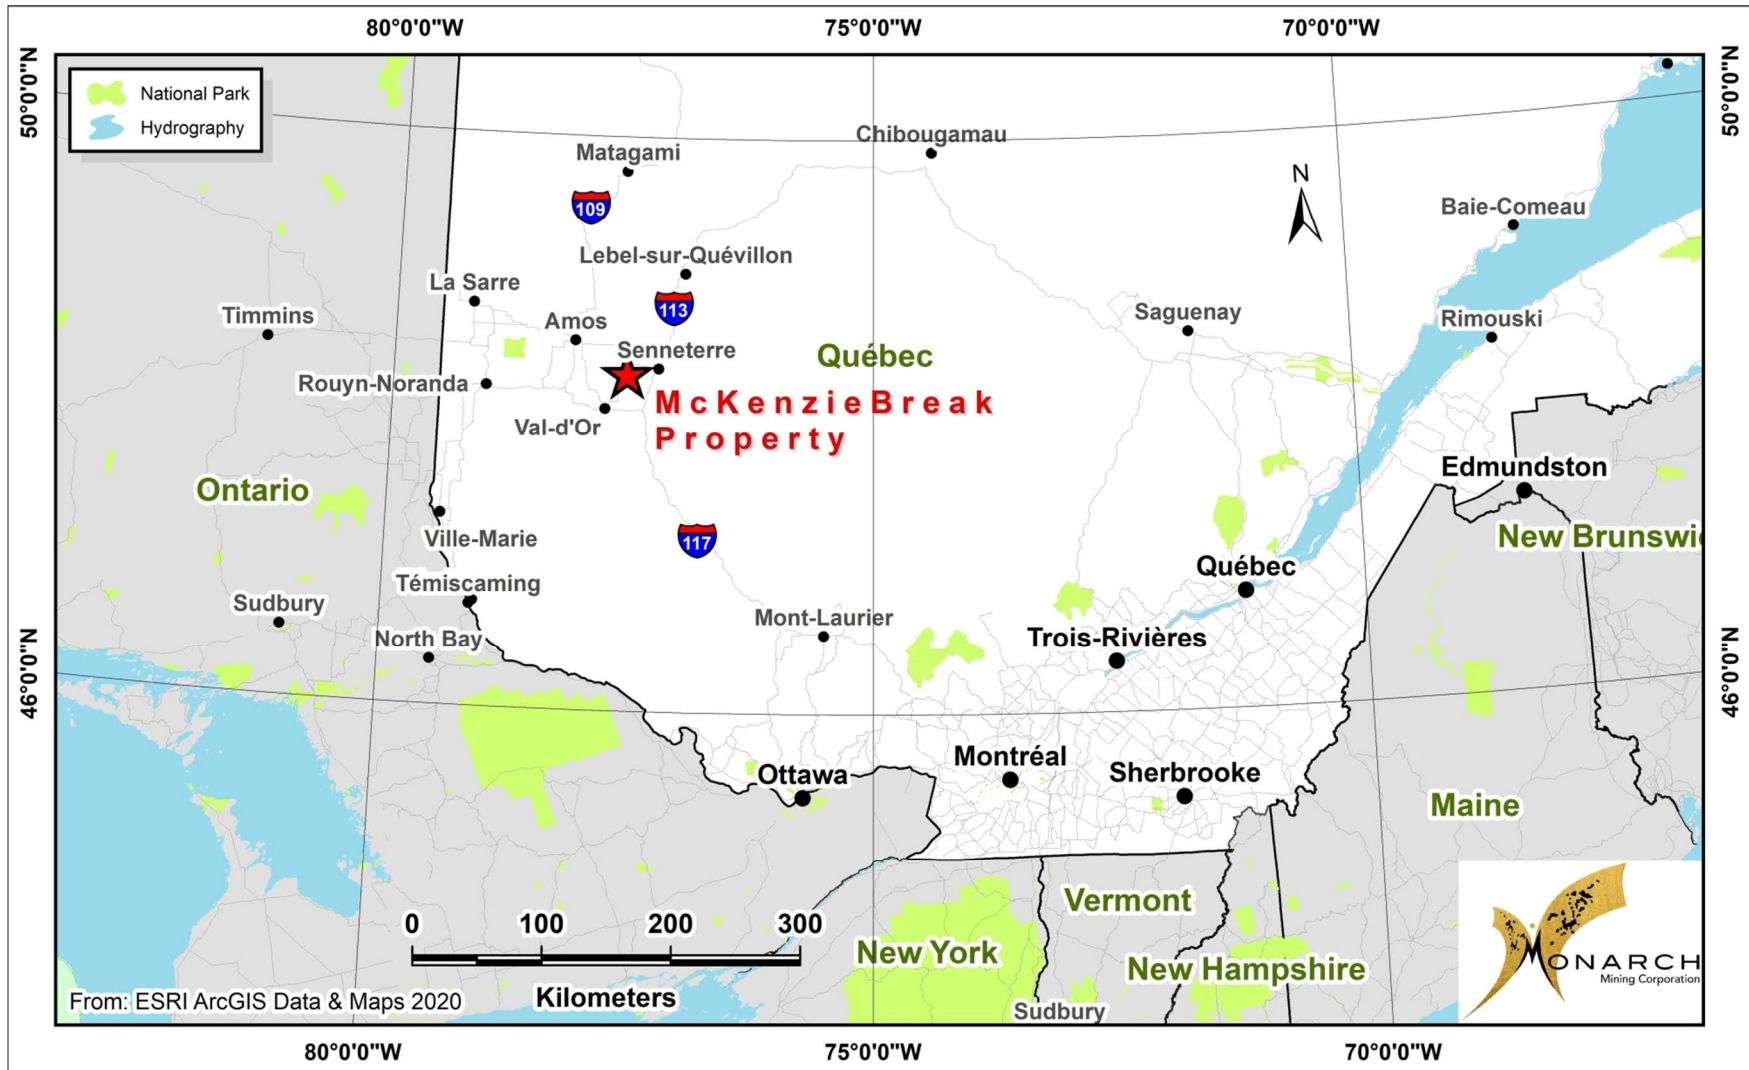 80°0'0"W
75°0'0"W
70°0'0"W
50°0'0"N
50°0'0"N
National Park
Hydrography
Chibougamau
Matagami
N
109
Baie-Comeau
Lebel-sur-Quévillon
La Sarre
113
Timmins
Amos
Saguenay
Rimouski
Senneterre
Québec
Rouyn-Noranda
McKenzieBreak
Property
Val-d'Or
Edmundston
Ontario
New Brunswi
Ville-Marie
117
Québec
Témiscaming
Sudbury
Mont-Laurier
North Bay
Trois-Rivières
46°0'0"N
46°0'0"N
Montréal
Ottawa
Sherbrooke
Maine
Vermont
0 100 200 300
New York
New Hampshire
MONARCH
Mining Corporation
From: ESRI ArcGIS Data & Maps 2020
Kilometers
Sudbury
80°0'0"W
75°0'0"W
70°0'0"W